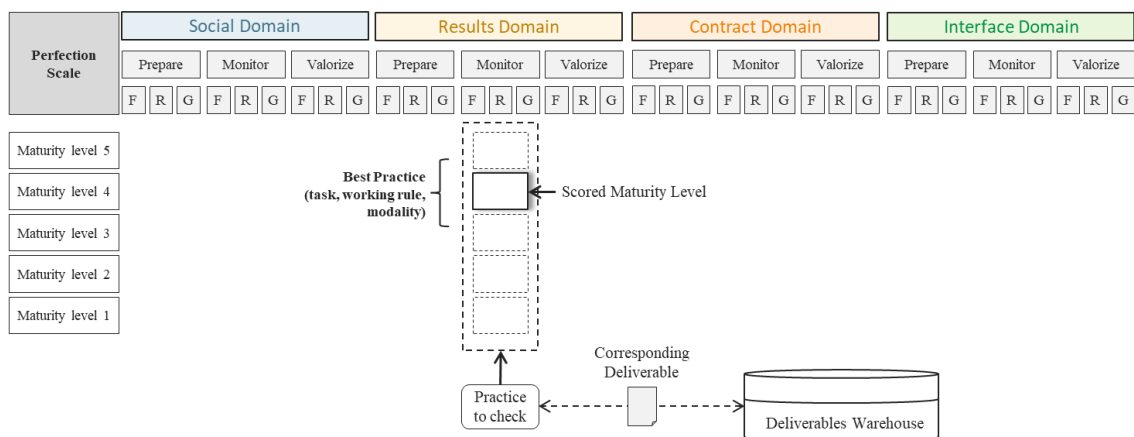 Perfection
Scale
Social Domain
Results Domain
Contract Domain
Interface Domain
Prepare
Monitor
Valorize
Prepare
Monitor
Valorize
Prepare
Monitor
Valorize
Prepare
Monitor
Valorize
F R G F R G F R G F R G F R G F R G F R G F R G F R G F R G F R G F R G
Maturity level 5
Maturity level 4
Maturity level 3
Maturity level 2
Maturity level 1
Best Practice
(task, working rule,
modality)
Scored Maturity Level
Corresponding
Deliverable
Practice
to check
Deliverables Warehouse